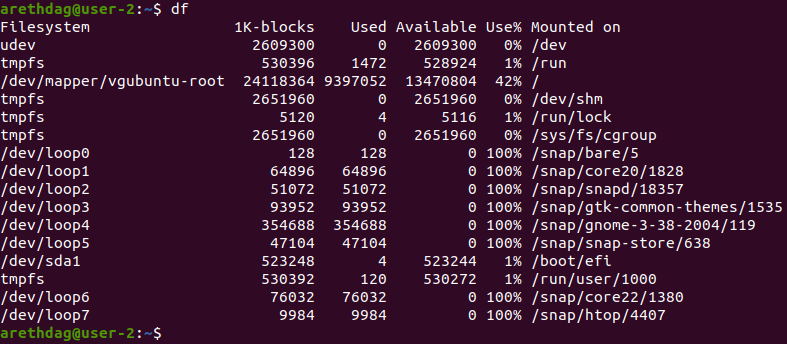 arethdag@user-2:~$ df
Filesystem                  1K-blocks    Used Available Use% Mounted on
udev                          2609300       0   2609300   0% /dev
tmpfs                          530396    1472    528924   1% /run
/dev/mapper/vgubuntu-root    24118364 9397052  13470804  42% /
tmpfs                         2651960       0   2651960   0% /dev/shm
tmpfs                            5120       4      5116   1% /run/lock
tmpfs                         2651960       0   2651960   0% /sys/fs/cgroup
/dev/loop0                        128     128         0 100% /snap/bare/5
/dev/loop1                      64896   64896         0 100% /snap/core20/1828
/dev/loop2                      51072   51072         0 100% /snap/snapd/18357
/dev/loop3                      93952   93952         0 100% /snap/gtk-common-themes/1535
/dev/loop4                     354688  354688         0 100% /snap/gnome-3-38-2004/119
/dev/loop5                      47104   47104         0 100% /snap/snap-store/638
/dev/sda1                      523248       4    523244   1% /boot/efi
tmpfs                          530392     120    530272   1% /run/user/1000
/dev/loop6                      76032   76032         0 100% /snap/core22/1380
/dev/loop7                       9984    9984         0 100% /snap/htop/4407
arethdag@user-2:~$